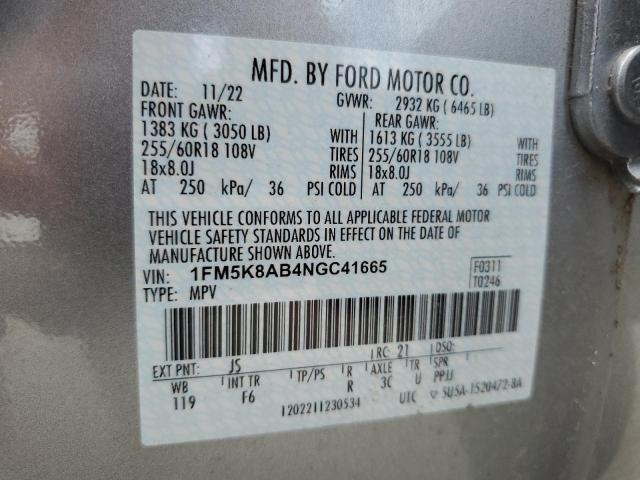 MFD. BY FORD MOTOR CO.
DATE: 11/22 GVWR: 2932 KG ( 6465 LB)
FRONT GAWR: REAR GAWR:
1383 KG ( 3050 LB) WITH 1613 KG ( 3555 LB) WITH
255/60R18 108V TIRES 255/60R18 108V TIRES
18x8.0J RIMS 18x8.0J RIMS
AT 250 kPa/ 36 PSI COLD AT 250 kPa/ 36 PSI COLD
THIS VEHICLE CONFORMS TO ALL APPLICABLE FEDERAL MOTOR
VEHICLE SAFETY STANDARDS IN EFFECT ON THE DATE OF
MANUFACTURE SHOWN ABOVE.
VIN: 1FM5K8AB4NGC41665 F0311
TYPE: MPV T0246
EXT PNT: JS RC: 21 DSO:
WB INT TR TP/PS R AXLE TR SPR
119 F6 R 3C U PPJJ
1202211230534 UTC 5U5A-1520472-BA